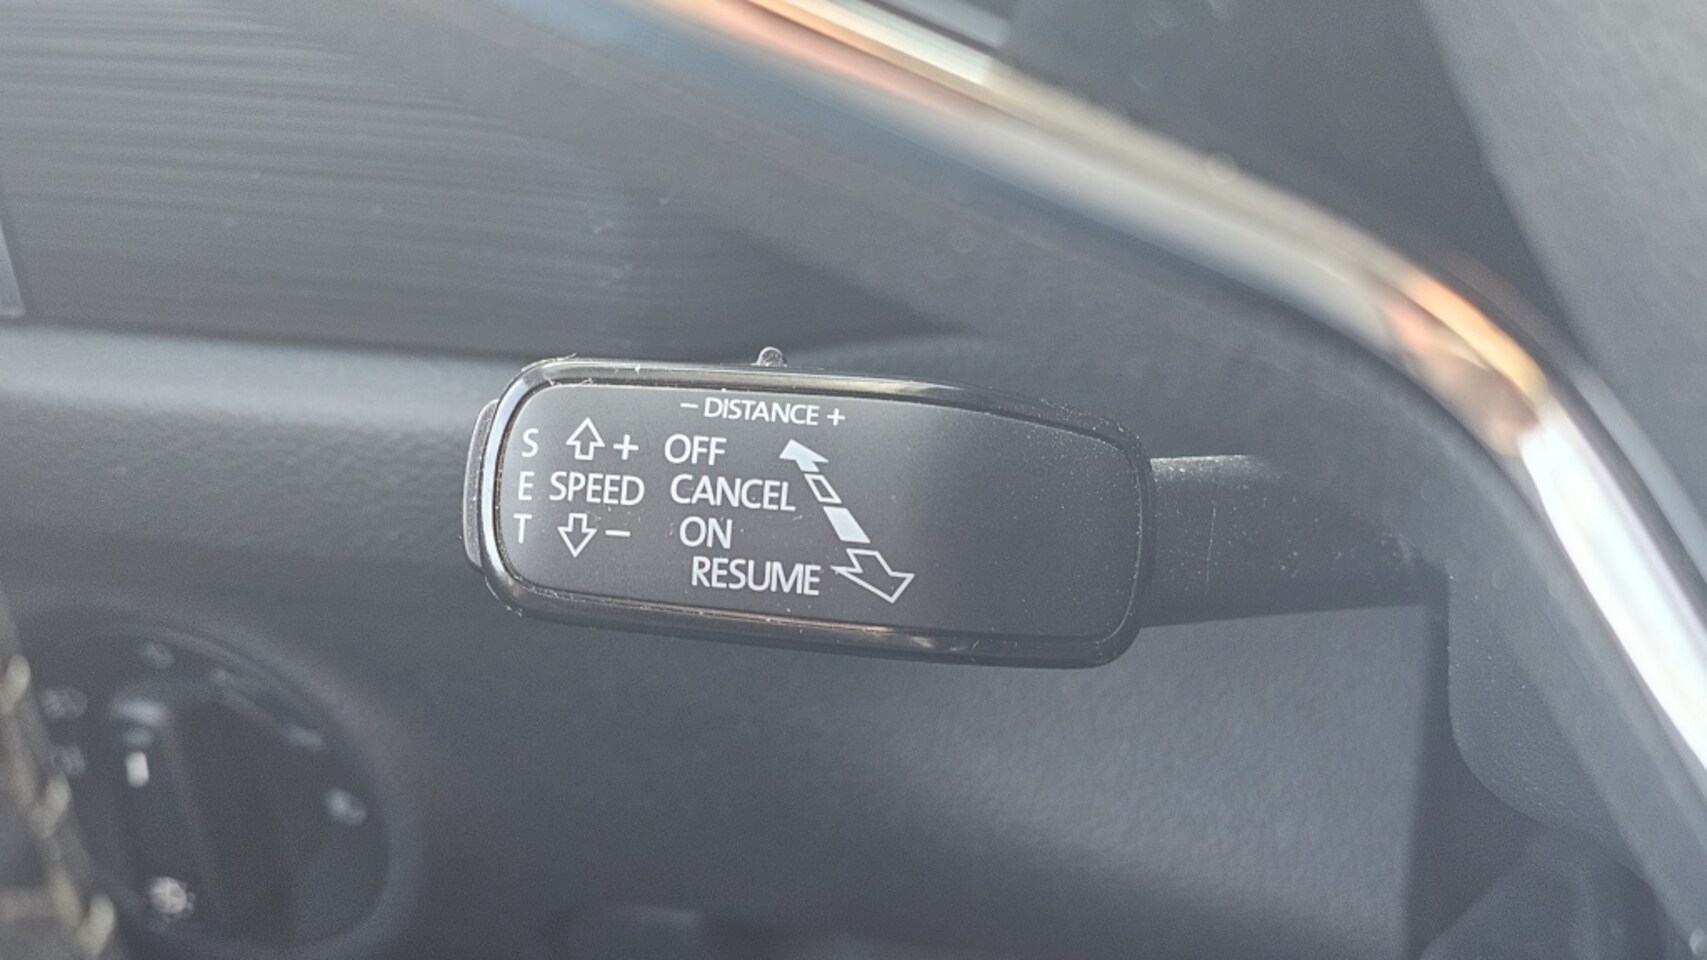 – DISTANCE +
S + OFF
E SPEED CANCEL
T – ON
RESUME